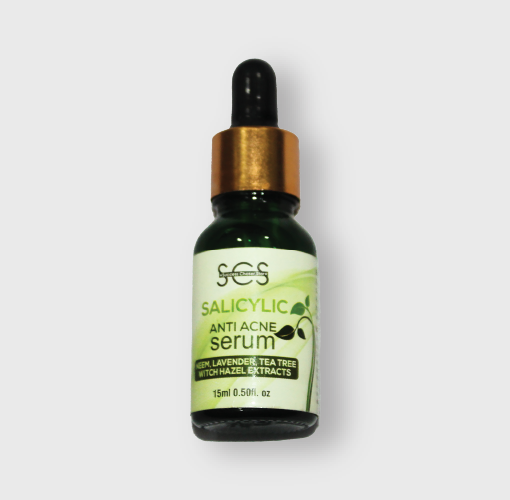 SCS
SALICYLIC
ANTI ACNE
serum
NEEM, LAVENDER, TEA TREE
WITCH HAZEL EXTRACTS
15ml 0.50fl. oz